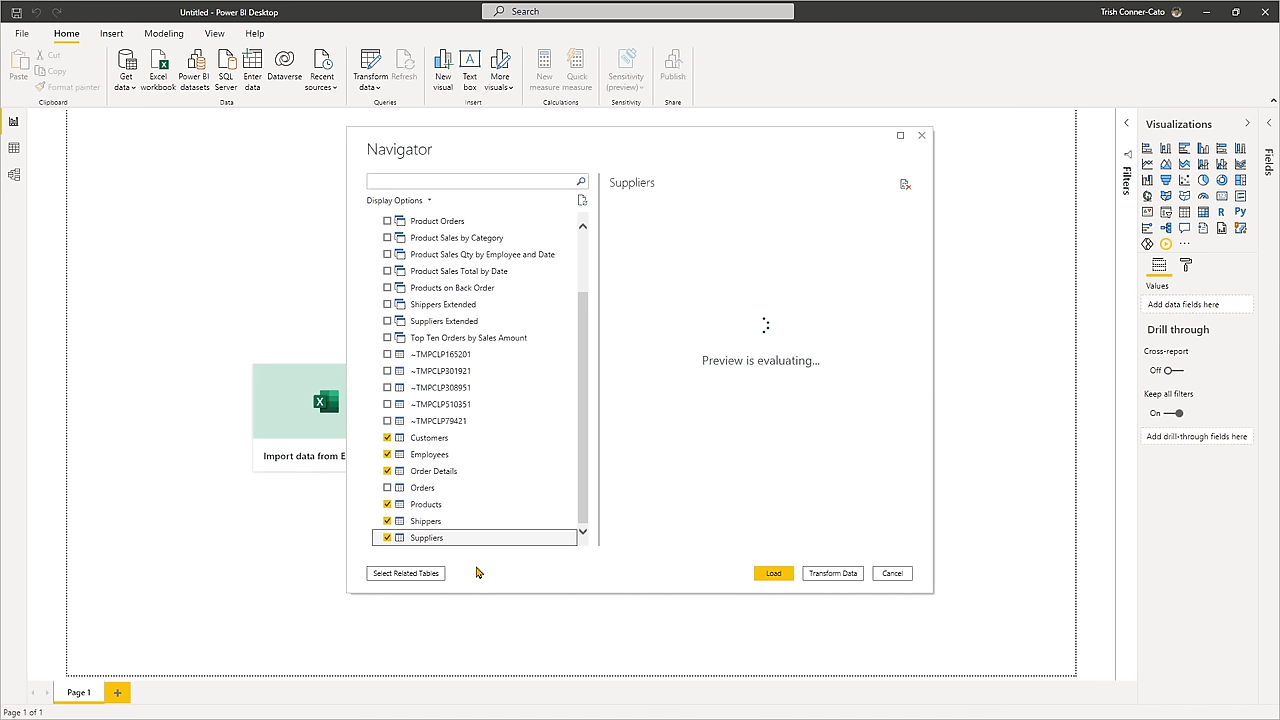 Untitled - Power BI Desktop
Search
Trish Conner-Cato
File
Home
Insert
Modeling
View
Help
Paste
Cut
Copy
Format painter
Clipboard
Get data
Excel workbook
Power BI datasets
SQL Server
Enter data
Dataverse
Recent sources
Data
Transform data
Refresh
Queries
New visual
Text box
More visuals
Insert
New measure
Quick measure
Calculations
Sensitivity (preview)
Sensitivity
Publish
Share
Navigator
Display Options
Product Orders
Product Sales by Category
Product Sales Qty by Employee and Date
Product Sales Total by Date
Products on Back Order
Shippers Extended
Suppliers Extended
Top Ten Orders by Sales Amount
~TMPCLP165201
~TMPCLP301921
~TMPCLP308951
~TMPCLP510351
~TMPCLP79421
Customers
Employees
Order Details
Orders
Products
Shippers
Suppliers
Select Related Tables
Suppliers
Preview is evaluating...
Load
Transform Data
Cancel
Import data from E
Filters
Visualizations
R
Py
Values
Add data fields here
Drill through
Cross-report
Off
Keep all filters
On
Add drill-through fields here
Fields
Page 1
Page 1 of 1